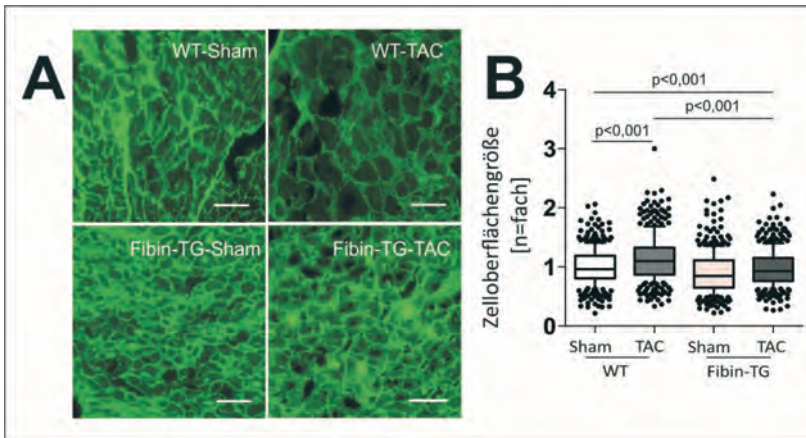 A
WT-Sham
WT-TAC
Fibin-TG-Sham
Fibin-TG-TAC
B
p<0,001
p<0,001
p<0,001
Zelloberflächengröße
[n=fach]
4
3
2
1
0
Sham TAC Sham TAC
WT Fibin-TG